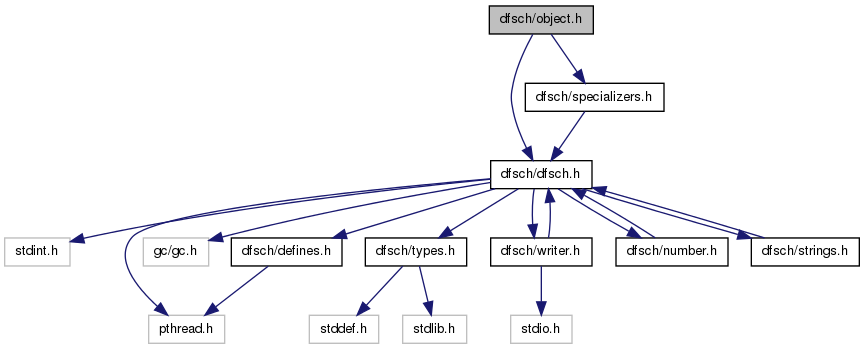 dfsch/object.h
dfsch/specializers.h
dfsch/dfsch.h
stdint.h
gc/gc.h
dfsch/defines.h
dfsch/types.h
dfsch/writer.h
dfsch/number.h
dfsch/strings.h
pthread.h
stddef.h
stdlib.h
stdio.h